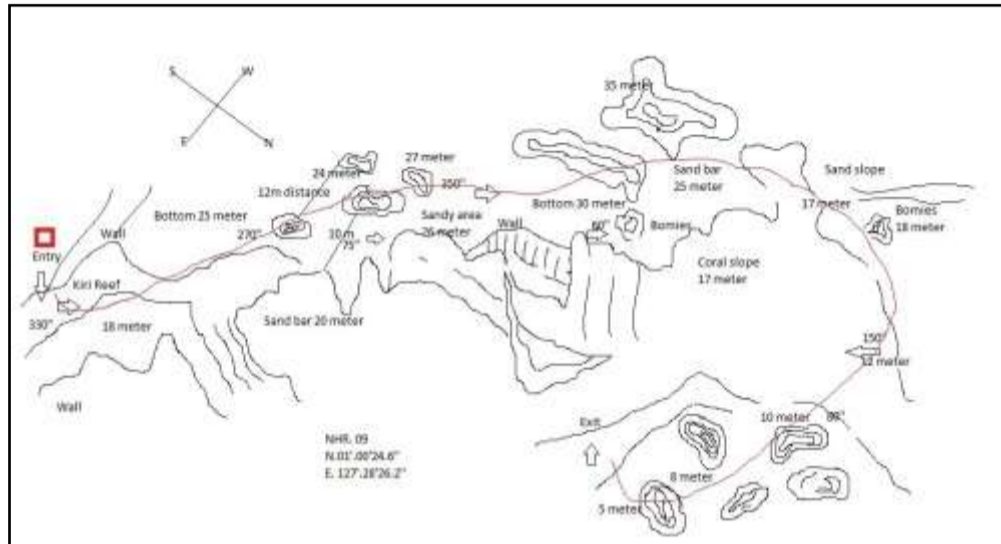 S
W
E
N
35 meter
27 meter
24 meter
12m distance
350°
Sand bar
25 meter
Sand slope
Bottom 25 meter
270°
10 m
75°
Sandy area
26 meter
Bottom 30 meter
Wall
60°
Bomies
17 meter
Bomies
18 meter
Wall
Entry
Kiri Reef
Coral slope
17 meter
330°
18 meter
Sand bar 20 meter
150°
12 meter
Wall
Exit
10 meter
80°
NHR. 09
N.01°.00'24.6"
E. 127°.28'26.2"
8 meter
5 meter